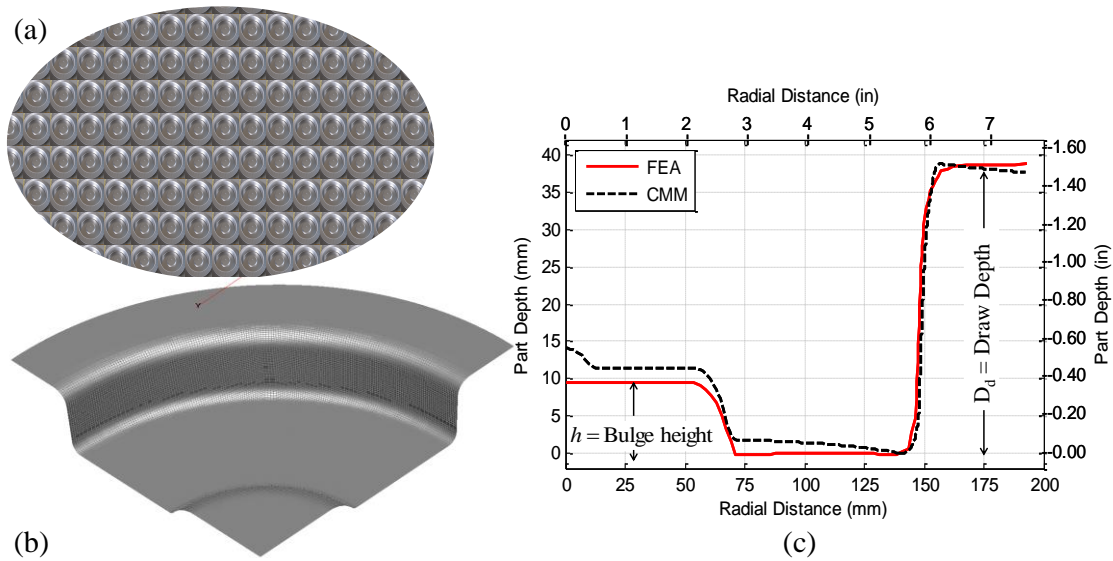 (a)
Radial Distance (in)
0 1 2 3 4 5 6 7
FEA
CMM
Part Depth (mm)
40
35
30
25
20
15
10
5
0
-1.60
-1.40
-1.20
-1.00
-0.80
-0.60
-0.40
-0.20
-0.00
Part Depth (in)
D_d = Draw Depth
h = Bulge height
0 25 50 75 100 125 150 175 200
Radial Distance (mm)
Y
(b)
(c)